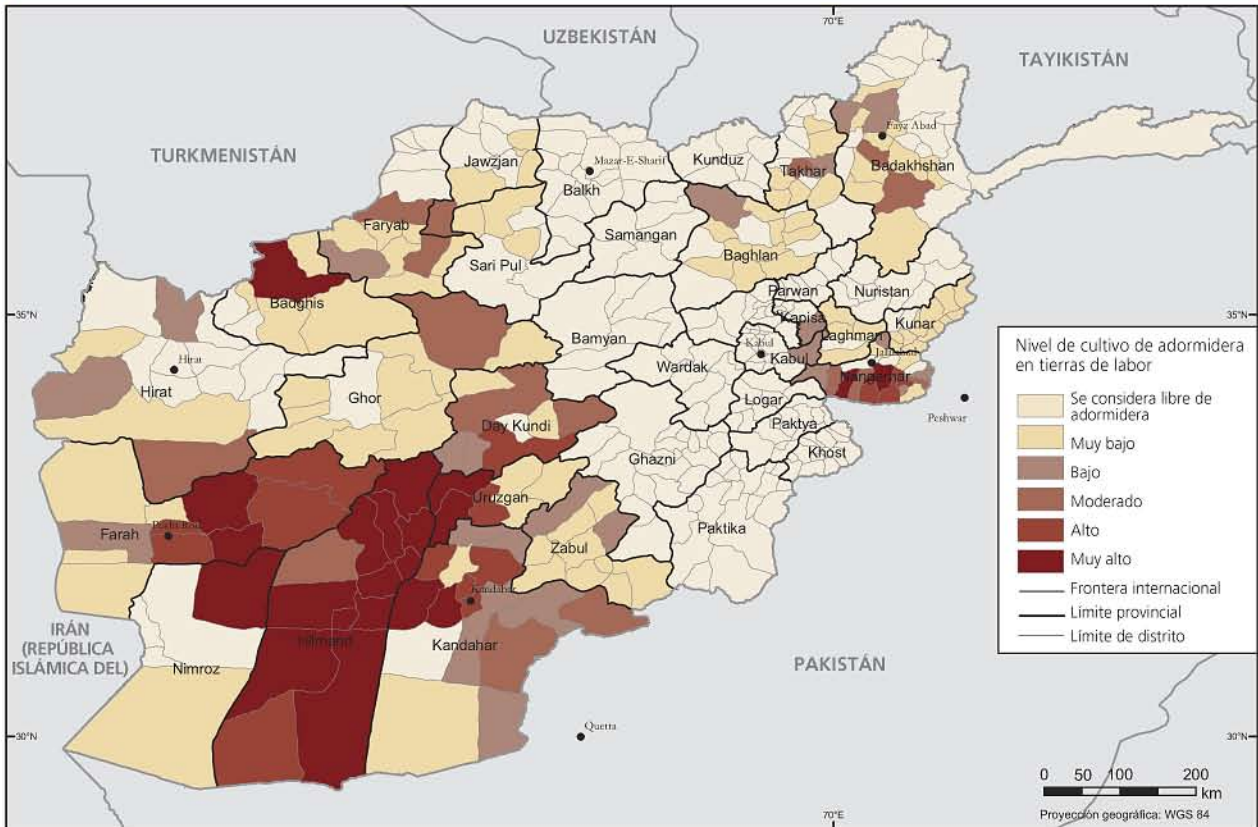 70°E
UZBEKISTÁN
TAYIKISTÁN
TURKMENISTÁN
Jawzjan
Mazar-E-Sharif
Balkh
Kunduz
Takhar
Fayz Abad
Badakhshan
Faryab
Samangan
Baghlan
Sari Pul
Badghis
Parwan
Nuristan
Kapisa
Kunar
Laghman
35°N
35°N
Bamyan
Kabul
Kabul
Jalalabad
Nangarhar
Hirat
Hirat
Ghor
Wardak
Logar
Peshwar
Day Kundi
Paktya
Ghazni
Khost
Uruzgan
Paktika
Farah
Zabul
Kandahar
Hilmand
Kandahar
IRÁN
(REPÚBLICA
ISLÁMICA DEL)
Nimroz
PAKISTÁN
Quetta
30°N
30°N
70°E
Nivel de cultivo de adormidera
en tierras de labor
Se considera libre de
adormidera
Muy bajo
Bajo
Moderado
Alto
Muy alto
Frontera internacional
Límite provincial
Límite de distrito
0 50 100 200
km
Proyección geográfica: WGS 84